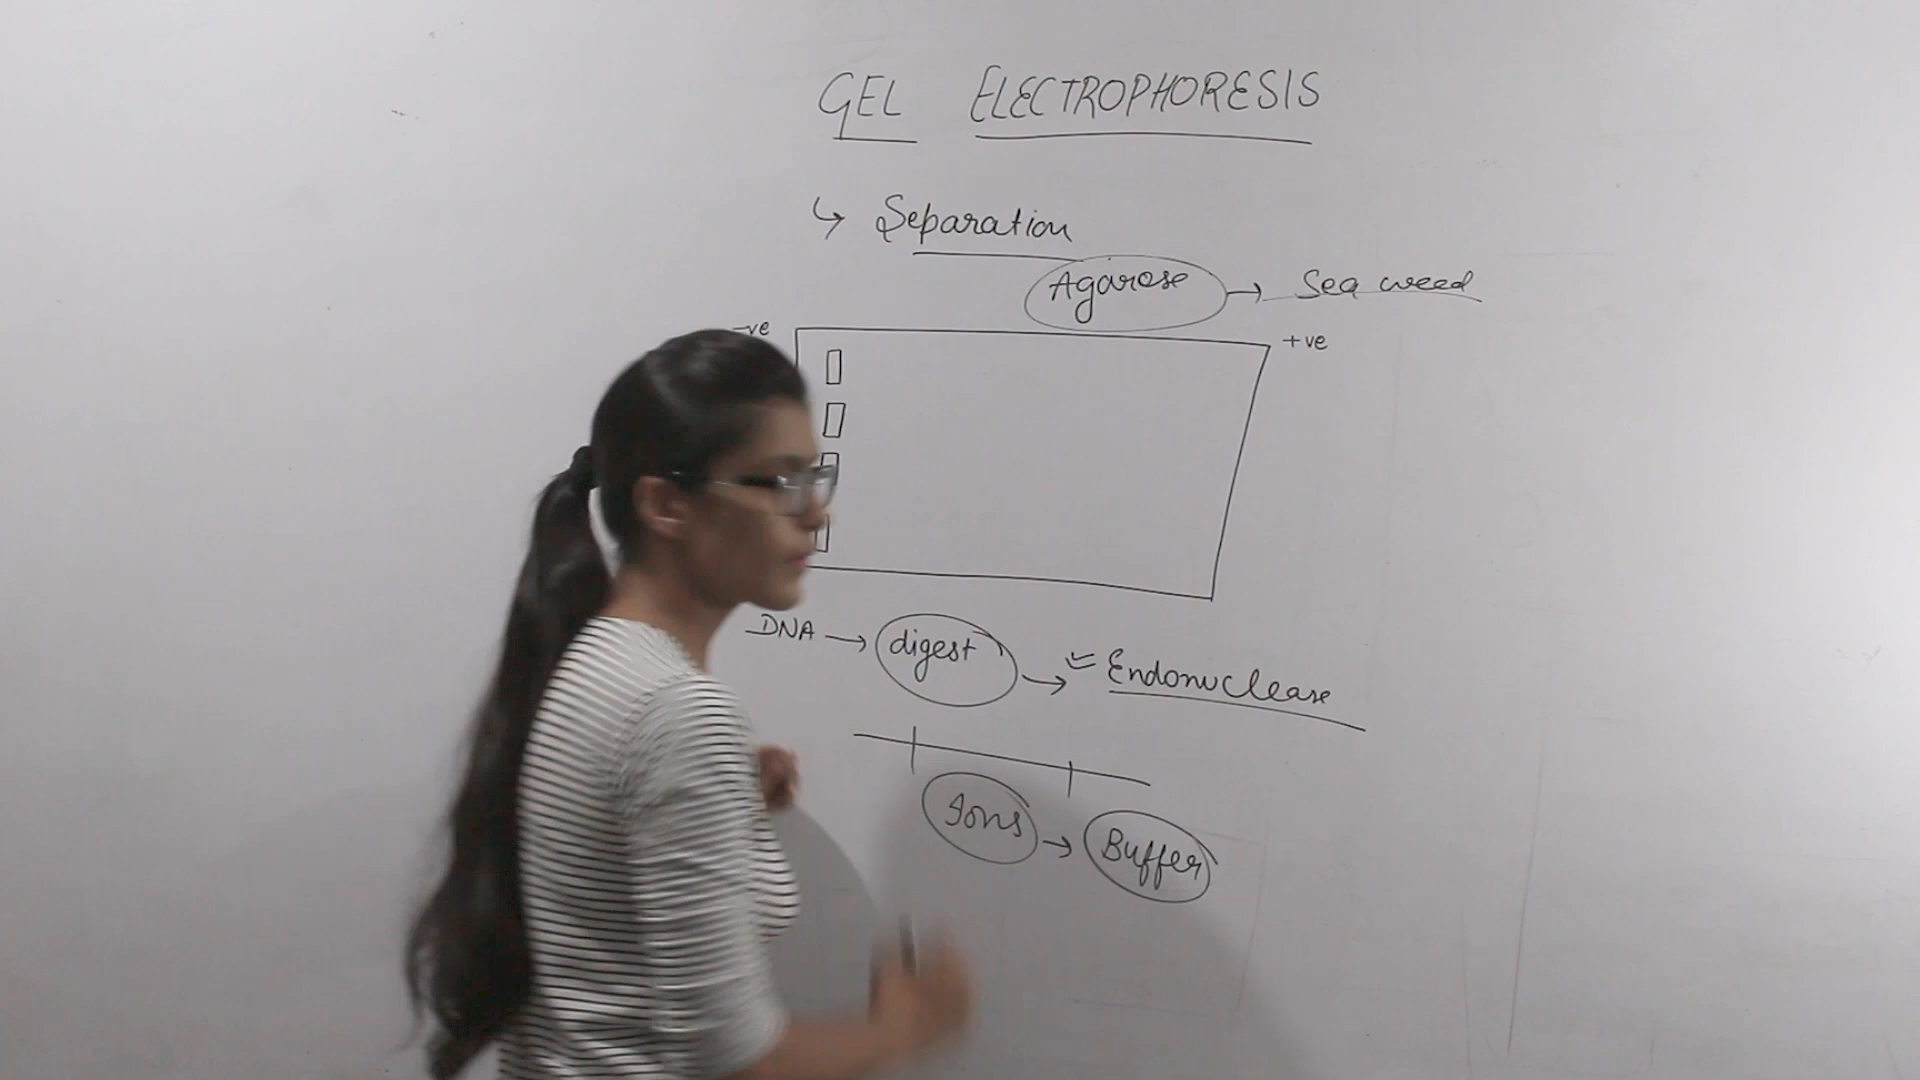 GEL ELECTROPHORESIS
↳ Separation
Agarose → Sea weed
-ve +ve
DNA → digest → Endonuclease
Ions → Buffer